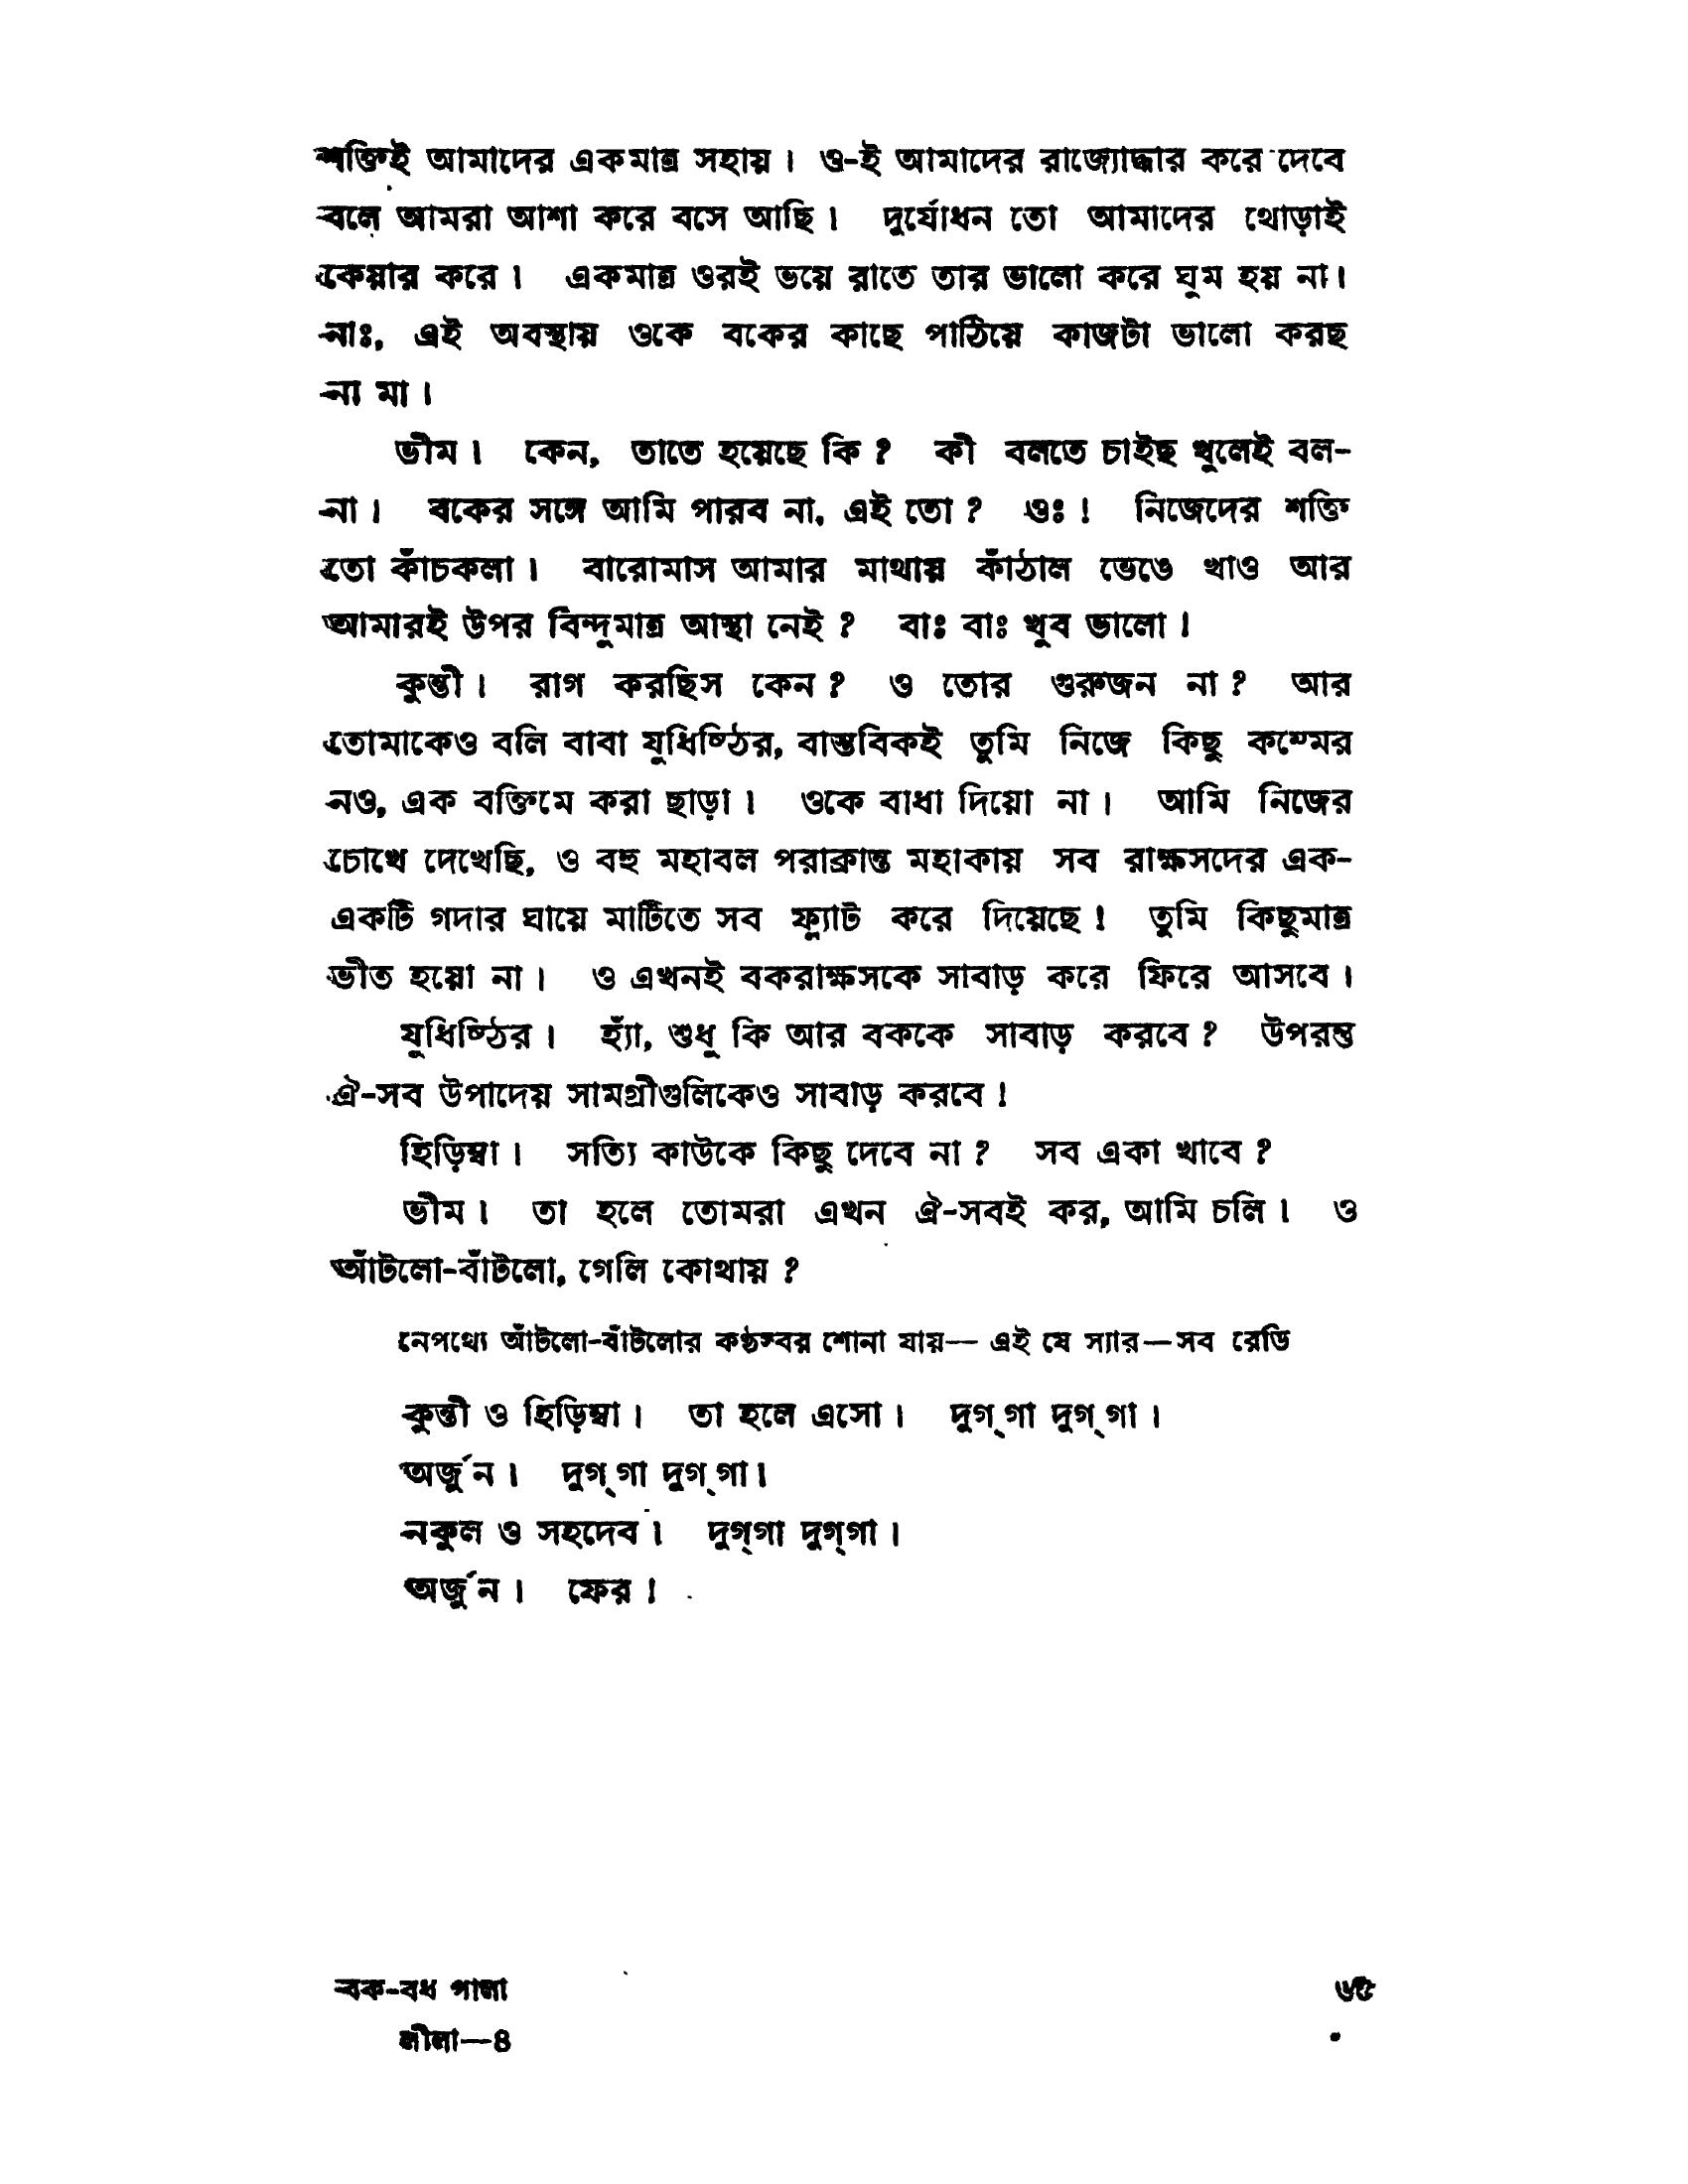 শক্তিই আমাদের একমাত্র সহায়। ও-ই আমাদের রাজ্যোদ্ধার করে দেবে
বলে আমরা আশা করে বসে আছি। দুর্যোধন তো আমাদের থোড়াই
কেয়ার করে। একমাত্র ওরই ভয়ে রাতে তার ভালো করে ঘুম হয় না।
নাঃ, এই অবস্থায় ওকে বকের কাছে পাঠিয়ে কাজটা ভালো করছ
না মা।
ভীম। কেন, তাতে হয়েছে কি? কী বলতে চাইছ খুলেই বল-
না। বকের সঙ্গে আমি পারব না, এই তো? ওঃ! নিজেদের শক্তি
তো কাঁচকলা। বারোমাস আমার মাথায় কাঁঠাল ভেঙে খাও আর
আমারই উপর বিন্দুমাত্র আস্থা নেই? বাঃ বাঃ খুব ভালো।
কুন্তী। রাগ করছিস কেন? ও তোর গুরুজন না? আর
তোমাকেও বলি বাবা যুধিষ্ঠির, বাস্তবিকই তুমি নিজে কিছু কম্মের
নও, এক বক্তিমে করা ছাড়া। ওকে বাধা দিয়ো না। আমি নিজের
চোখে দেখেছি, ও বহু মহাবল পরাক্রান্ত মহাকায় সব রাক্ষসদের এক-
একটি গদার ঘায়ে মাটিতে সব ফ্ল্যাট করে দিয়েছে! তুমি কিছুমাত্র
ভীত হয়ো না। ও এখনই বকরাক্ষসকে সাবাড় করে ফিরে আসবে।
যুধিষ্ঠির। হ্যাঁ, শুধু কি আর বককে সাবাড় করবে? উপরন্তু
ঐ-সব উপাদেয় সামগ্রীগুলিকেও সাবাড় করবে!
হিড়িম্বা। সত্যি কাউকে কিছু দেবে না? সব একা খাবে?
ভীম। তা হলে তোমরা এখন ঐ-সবই কর, আমি চলি। ও
আঁটলো-বাঁটলো, গেলি কোথায়?
নেপথ্যে আঁটলো-বাঁটলোর কণ্ঠস্বর শোনা যায়— এই যে স্যার—সব রেডি
কুন্তী ও হিড়িম্বা। তা হলে এসো। দুগ্‌গা দুগ্‌গা।
অর্জুন। দুগ্‌গা দুগ্‌গা।
নকুল ও সহদেব। দুগ্‌গা দুগ্‌গা।
অর্জুন। ফের!
বক-বধ পালা ৬৫
লীলা—৪